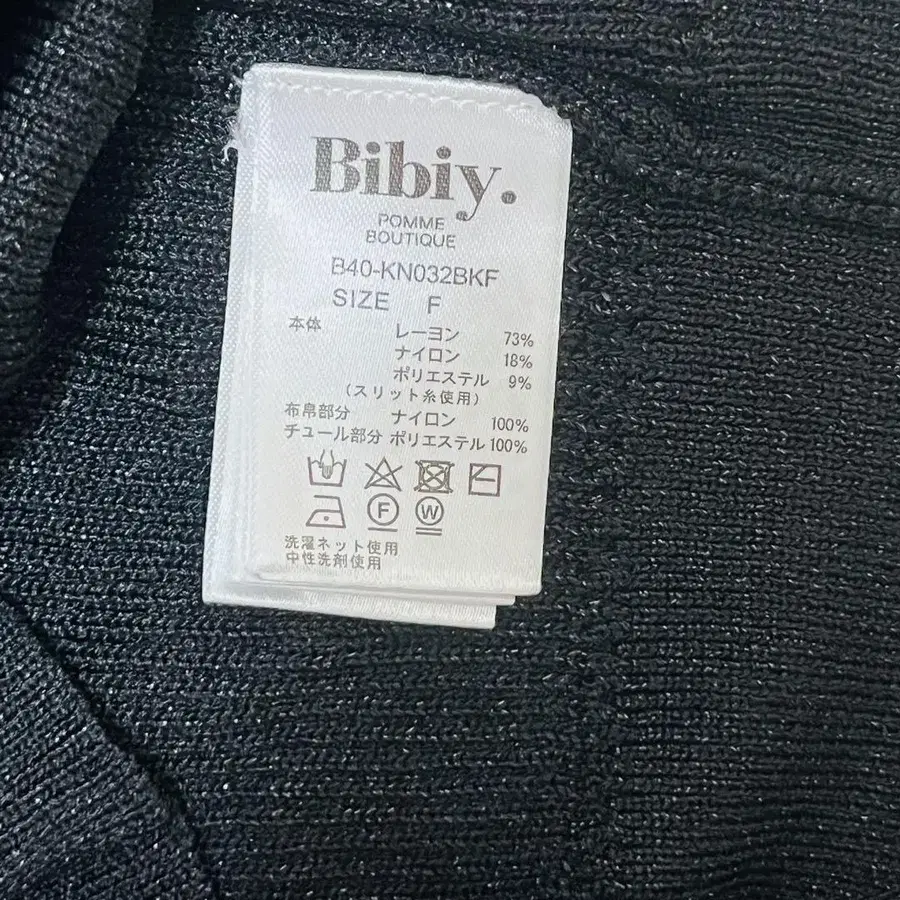 Bibiy.
POMME
BOUTIQUE
B40-KN032BKF
SIZE F
本体 レーヨン 73%
ナイロン 18%
ポリエステル 9%
(スリット糸使用)
布帛部分 ナイロン 100%
チュール部分 ポリエステル 100%
F W
洗濯ネット使用
中性洗剤使用